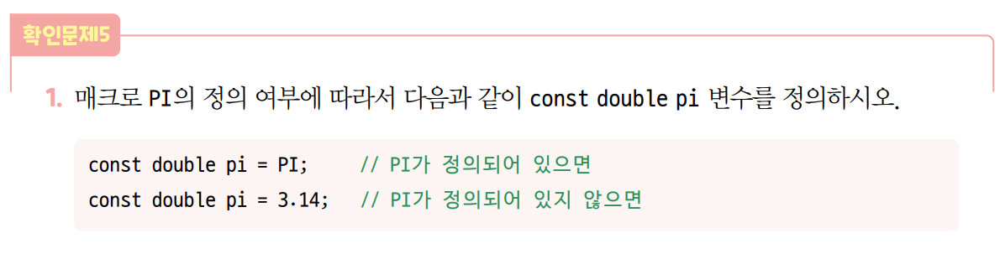 확인문제5
1. 매크로 PI의 정의 여부에 따라서 다음과 같이 const double pi 변수를 정의하시오.
const double pi = PI; // PI가 정의되어 있으면
const double pi = 3.14; // PI가 정의되어 있지 않으면